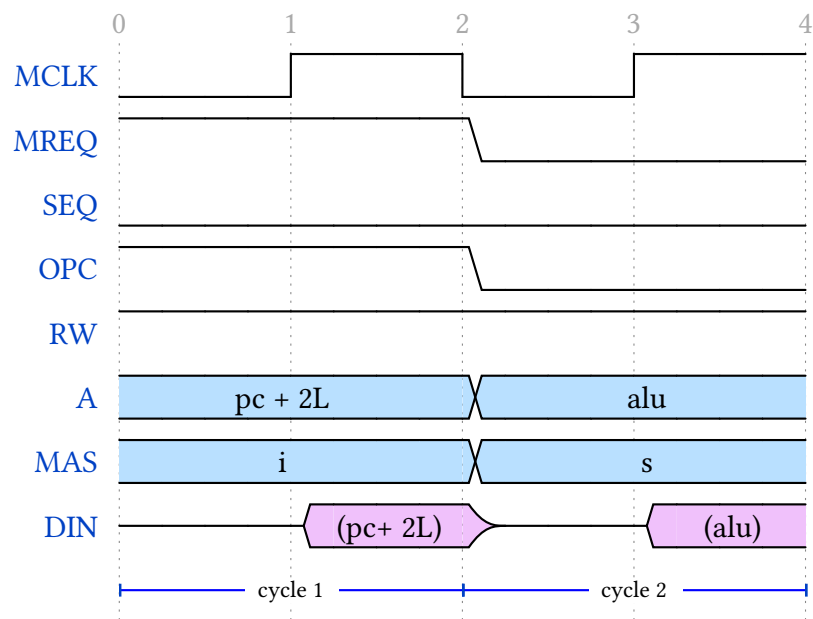 0 1 2 3 4
MCLK
MREQ
SEQ
OPC
RW
A pc + 2L alu
MAS i s
DIN (pc+ 2L) (alu)
cycle 1 cycle 2